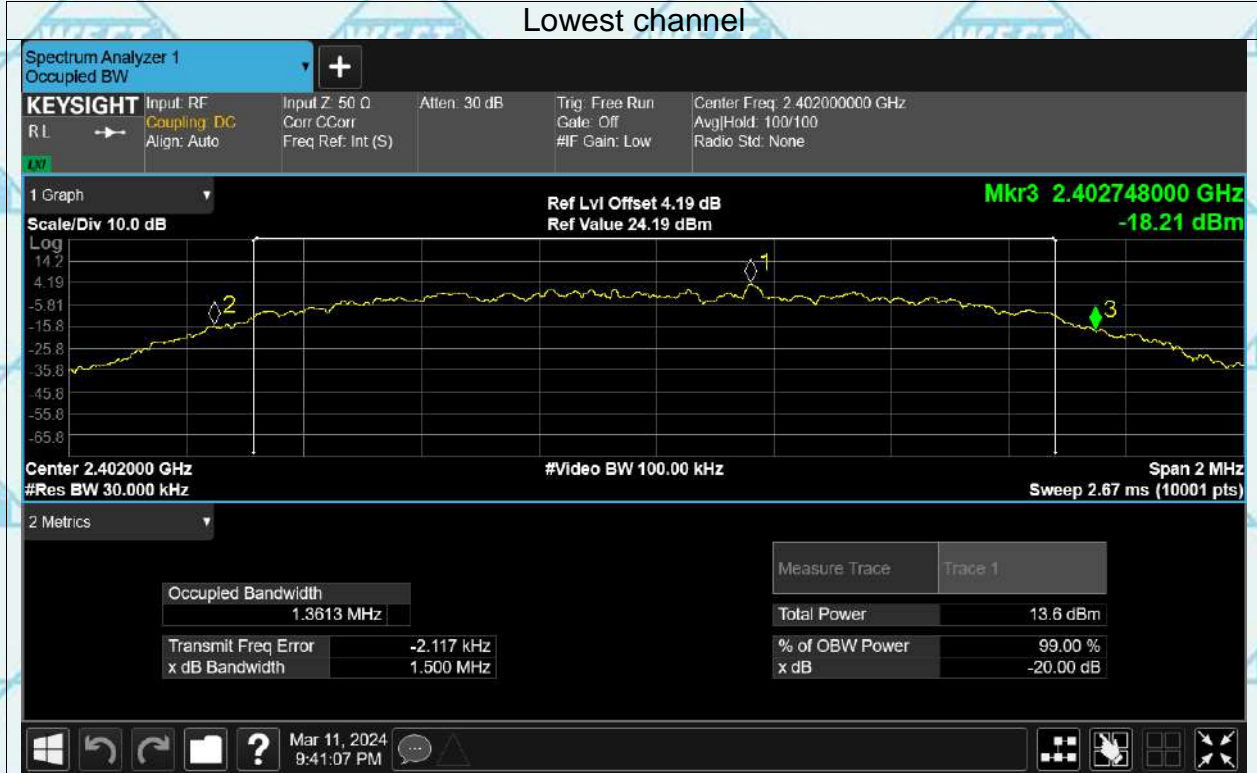 Lowest channel
Spectrum Analyzer 1
Occupied BW
KEYSIGHT
RL
LXI
Input: RF
Coupling: DC
Align: Auto
Input Z: 50 Ω
Corr CCorr
Freq Ref: Int (S)
Atten: 30 dB
Trig: Free Run
Gate: Off
#IF Gain: Low
Center Freq: 2.402000000 GHz
Avg|Hold: 100/100
Radio Std: None
1 Graph
Scale/Div 10.0 dB
Ref Lvl Offset 4.19 dB
Ref Value 24.19 dBm
Mkr3 2.402748000 GHz
-18.21 dBm
Log
14.2
4.19
-5.81
-15.8
-25.8
-35.8
-45.8
-55.8
-65.8
1
2
3
Center 2.402000 GHz
#Res BW 30.000 kHz
#Video BW 100.00 kHz
Span 2 MHz
Sweep 2.67 ms (10001 pts)
2 Metrics
Occupied Bandwidth
1.3613 MHz
Transmit Freq Error -2.117 kHz
x dB Bandwidth 1.500 MHz
Measure Trace Trace 1
Total Power 13.6 dBm
% of OBW Power 99.00 %
x dB -20.00 dB
?
Mar 11, 2024
9:41:07 PM